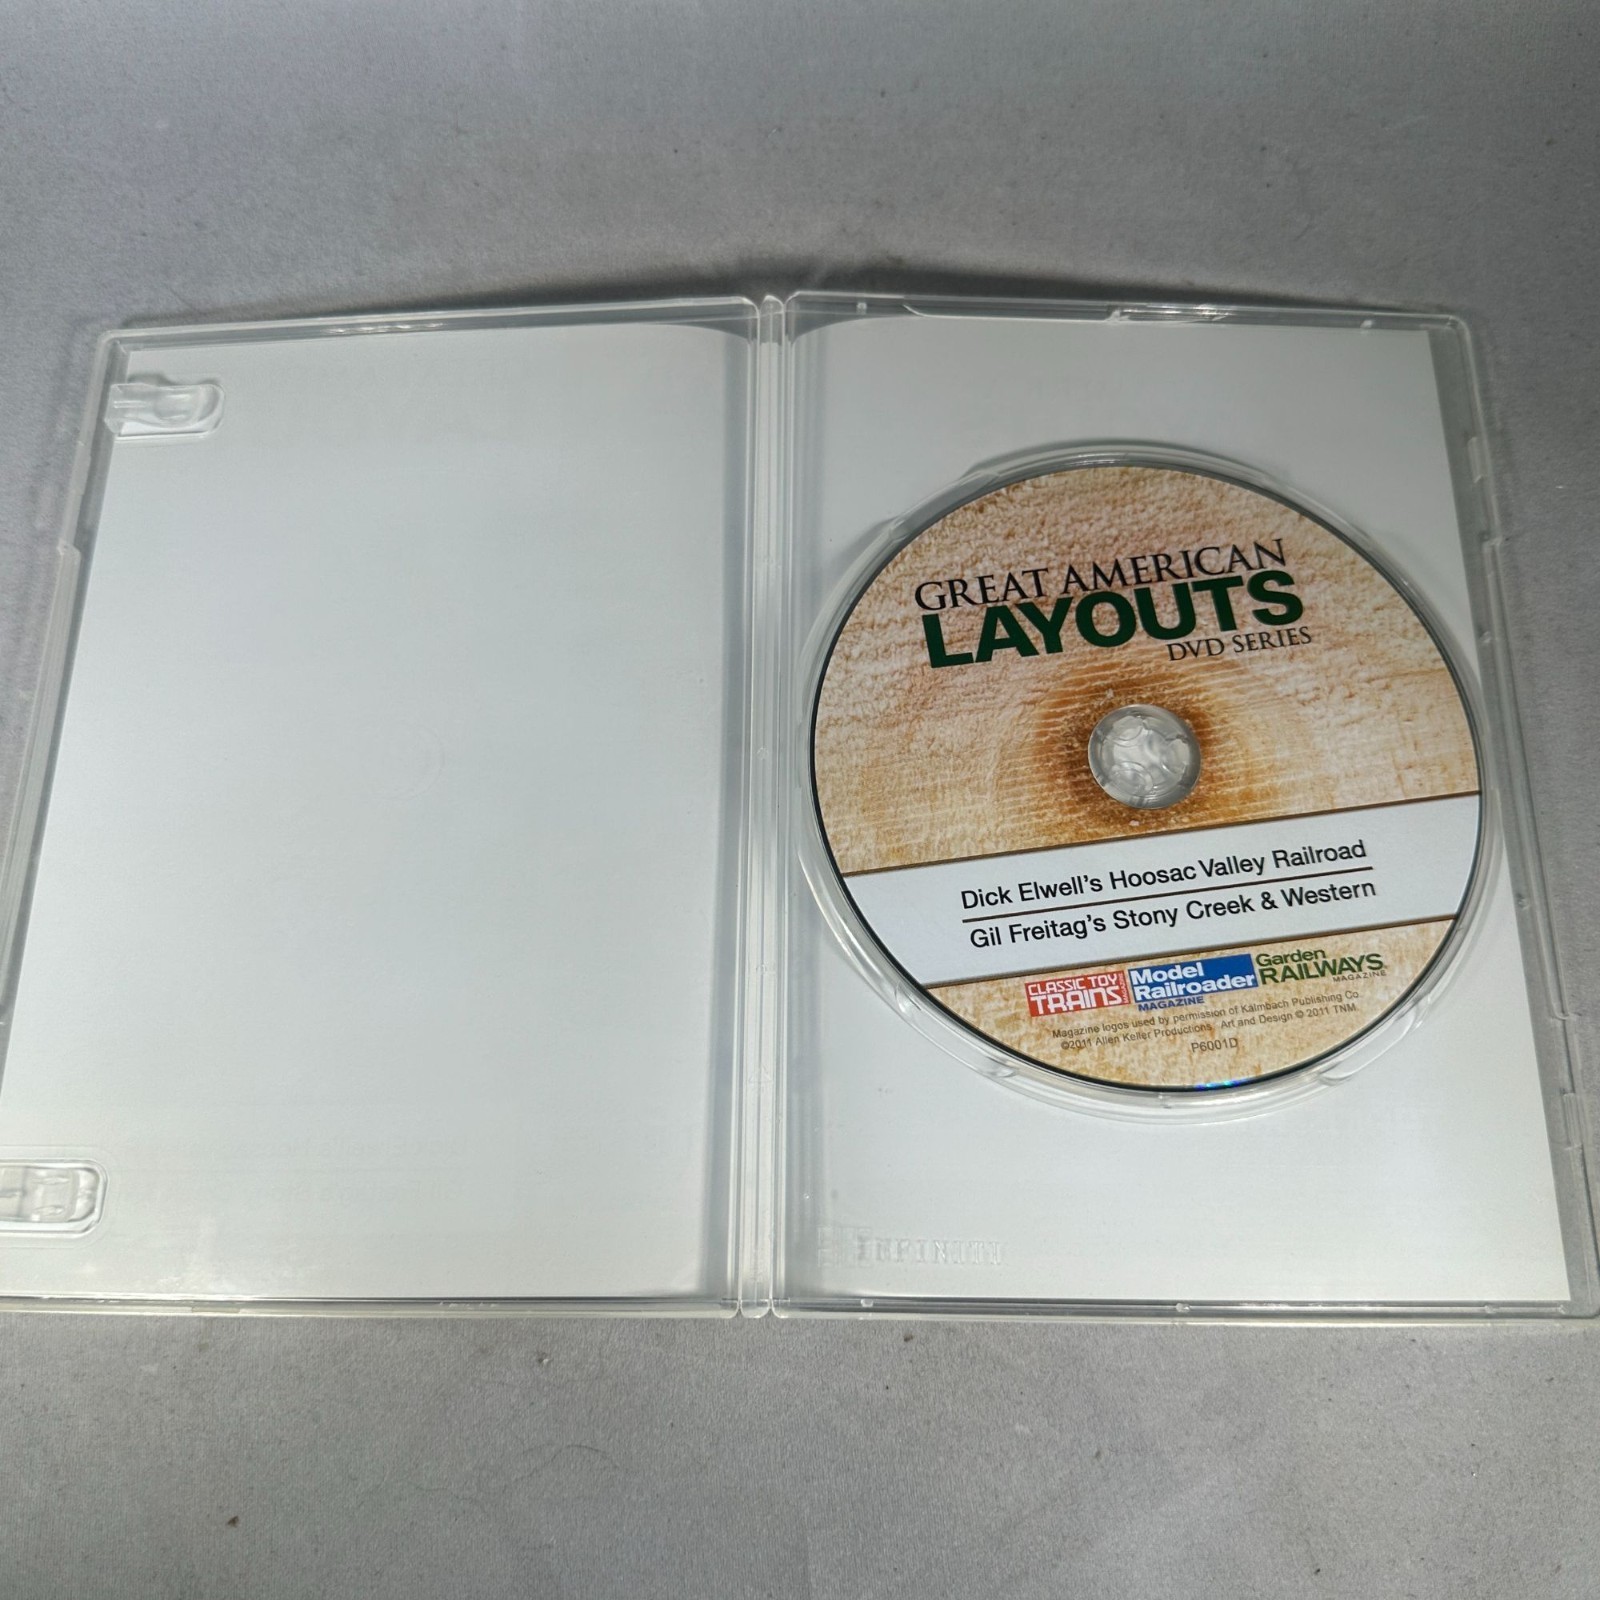 GREAT AMERICAN
LAYOUTS
DVD SERIES
Dick Elwell's Hoosac Valley Railroad
Gil Freitag's Stony Creek & Western
CLASSIC TOY
TRAINS
Model
Railroader
MAGAZINE
Garden
RAILWAYS
MAGAZINE
Magazine logos used by permission of Kalmbach Publishing Co.
©2011 Allen Keller Productions. Art and Design © 2011 TNM.
P6001D
INFINITI